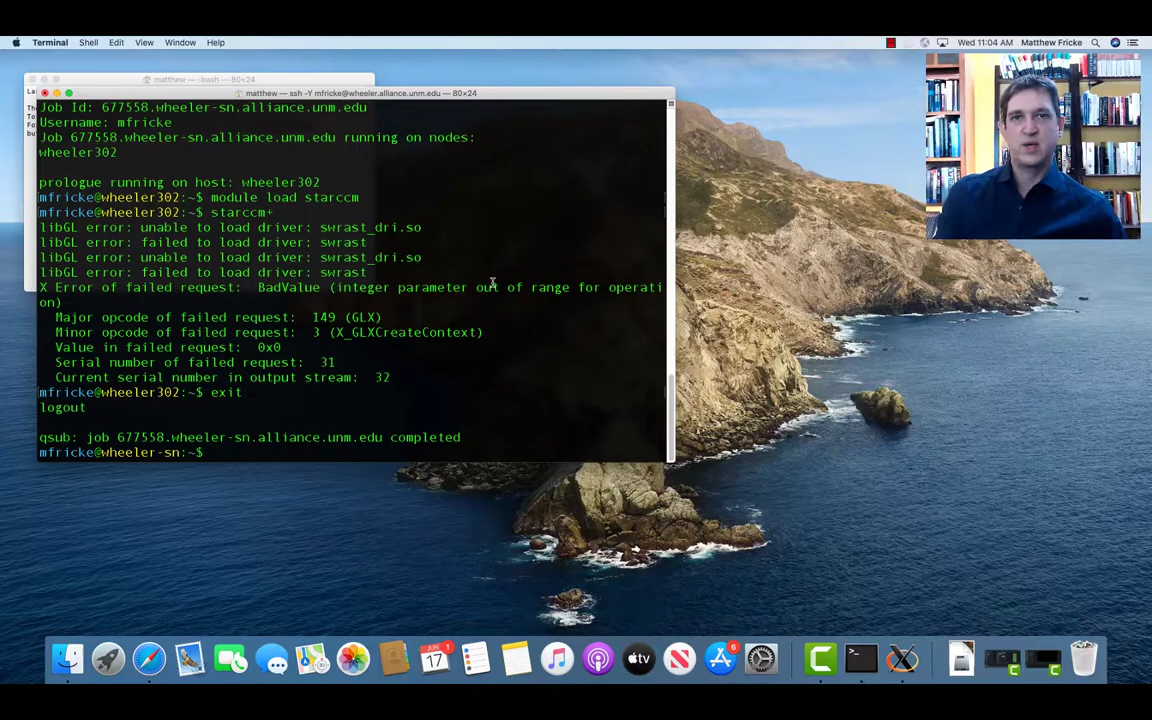 Terminal Shell Edit View Window Help Wed 11:04 AM Matthew Fricke
matthew — -bash — 80×24
matthew — ssh -Y mfricke@wheeler.alliance.unm.edu — 80×24
Job Id: 677558.wheeler-sn.alliance.unm.edu
Username: mfricke
Job 677558.wheeler-sn.alliance.unm.edu running on nodes:
wheeler302
prologue running on host: wheeler302
[mfricke@wheeler302:~$ module load starccm
[mfricke@wheeler302:~$ starccm+
libGL error: unable to load driver: swrast_dri.so
libGL error: failed to load driver: swrast
libGL error: unable to load driver: swrast_dri.so
libGL error: failed to load driver: swrast
X Error of failed request:  BadValue (integer parameter out of range for operati
on)
  Major opcode of failed request:  149 (GLX)
  Minor opcode of failed request:  3 (X_GLXCreateContext)
  Value in failed request:  0x0
  Serial number of failed request:  31
  Current serial number in output stream:  32
[mfricke@wheeler302:~$ exit
logout
qsub: job 677558.wheeler-sn.alliance.unm.edu completed
mfricke@wheeler-sn:~$
JUN 1
17
tv
6